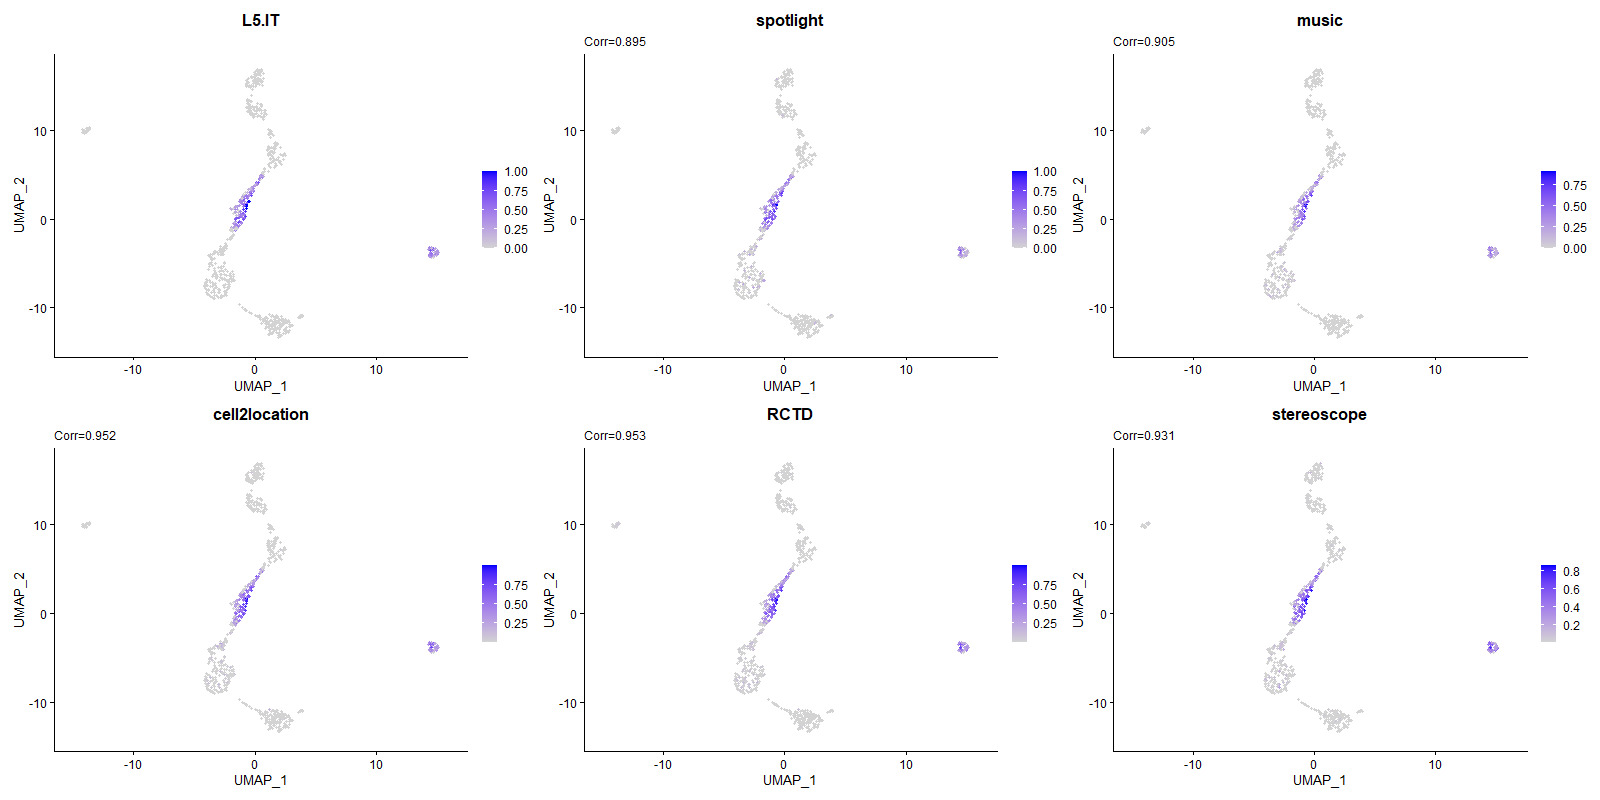 L5.IT
UMAP_2
10
0
-10
-10
0
10
UMAP_1
1.00
0.75
0.50
0.25
0.00
spotlight
Corr=0.895
UMAP_2
10
0
-10
-10
0
10
UMAP_1
1.00
0.75
0.50
0.25
0.00
music
Corr=0.905
UMAP_2
10
0
-10
-10
0
10
UMAP_1
0.75
0.50
0.25
0.00
cell2location
Corr=0.952
UMAP_2
10
0
-10
-10
0
10
UMAP_1
0.75
0.50
0.25
RCTD
Corr=0.953
UMAP_2
10
0
-10
-10
0
10
UMAP_1
0.75
0.50
0.25
stereoscope
Corr=0.931
UMAP_2
10
0
-10
-10
0
10
UMAP_1
0.8
0.6
0.4
0.2